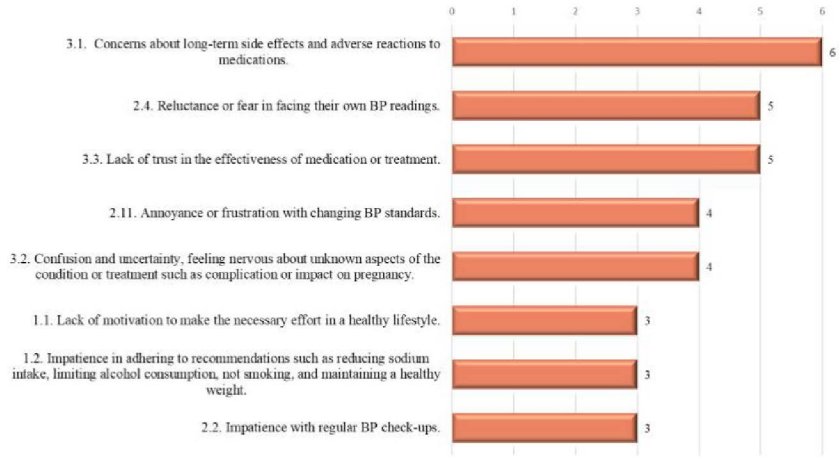 0 1 2 3 4 5 6
3.1. Concerns about long-term side effects and adverse reactions to
medications.
6
2.4. Reluctance or fear in facing their own BP readings.
5
3.3. Lack of trust in the effectiveness of medication or treatment.
5
2.11. Annoyance or frustration with changing BP standards.
4
3.2. Confusion and uncertainty, feeling nervous about unknown aspects of the
condition or treatment such as complication or impact on pregnancy.
4
1.1. Lack of motivation to make the necessary effort in a healthy lifestyle.
3
1.2. Impatience in adhering to recommendations such as reducing sodium
intake, limiting alcohol consumption, not smoking, and maintaining a healthy
weight.
3
2.2. Impatience with regular BP check-ups.
3